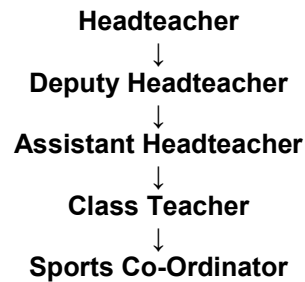 Headteacher
↓
Deputy Headteacher
↓
Assistant Headteacher
↓
Class Teacher
↓
Sports Co-Ordinator